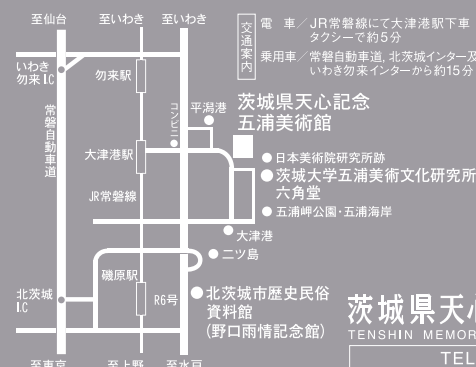 至仙台
至いわき
至いわき
交通案内
電　車／JR常磐線にて大津港駅下車
タクシーで約5分
乗用車／常磐自動車道, 北茨城インター及
いわき勿来インターから約15分
いわき
勿来I.C
勿来駅
コンビニ
平潟港
茨城県天心記念
五浦美術館
常磐自動車道
大津港駅
日本美術院研究所跡
茨城大学五浦美術文化研究所
六角堂
JR常磐線
五浦岬公園・五浦海岸
大津港
二ツ島
磯原駅
北茨城
I.C
R6号
北茨城市歴史民俗
資料館
(野口雨情記念館)
茨城県天心
TENSHIN MEMOR
TEL
至東京
至上野
至水戸